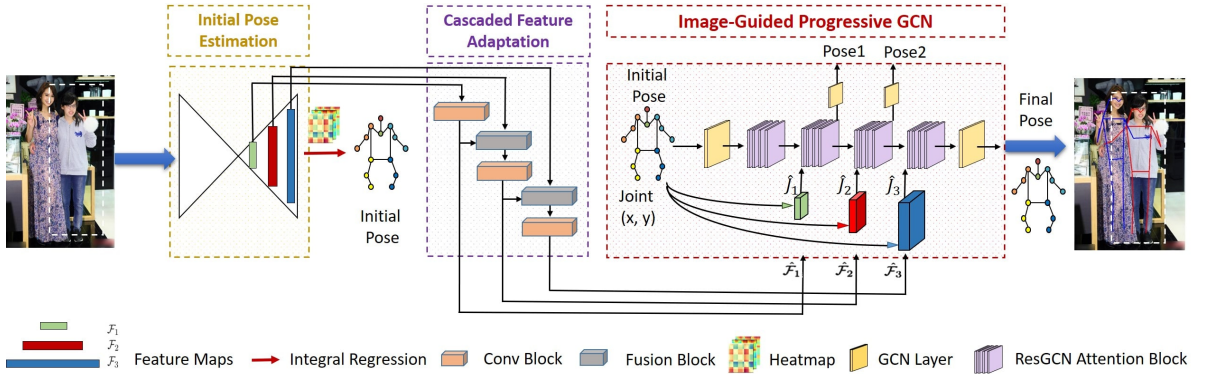 Initial Pose
Estimation
Cascaded Feature
Adaptation
Image-Guided Progressive GCN
Pose1
Pose2
Initial
Pose
Final
Pose
Initial
Pose
Joint
(x, y)
Ĵ₁
Ĵ₂
Ĵ₃
F̂₁
F̂₂
F̂₃
F₁
F₂
F₃
Feature Maps
Integral Regression
Conv Block
Fusion Block
Heatmap
GCN Layer
ResGCN Attention Block